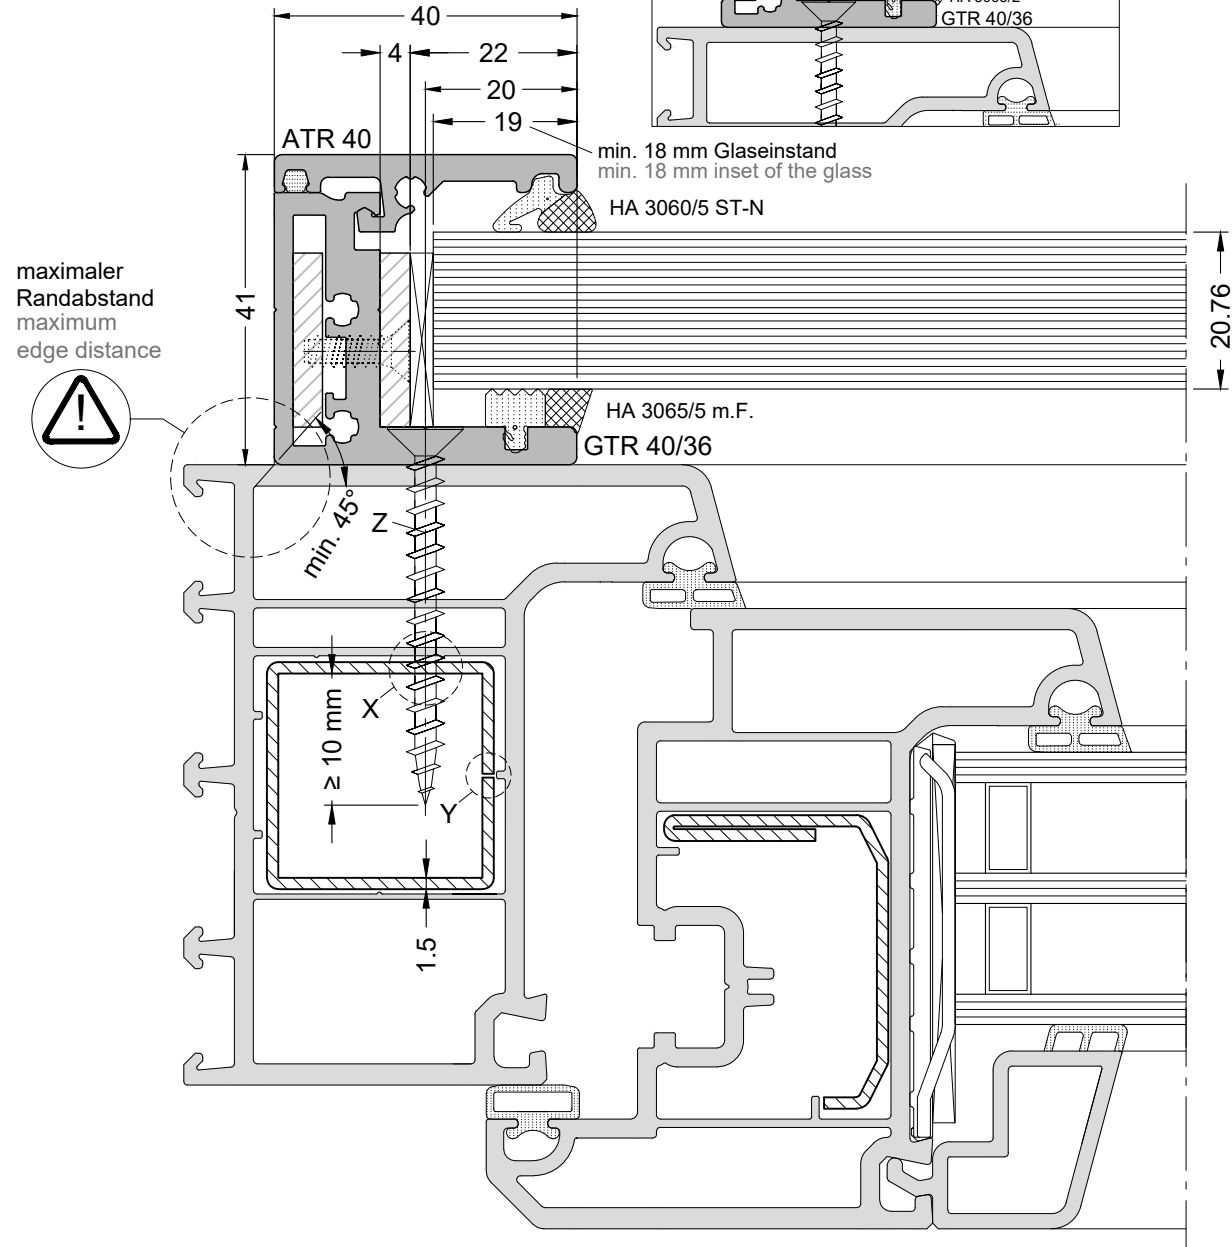 40
GTR 40/36
4
22
20
19
ATR 40
min. 18 mm Glaseinstand
min. 18 mm inset of the glass
HA 3060/5 ST-N
maximaler
Randabstand
maximum
edge distance
!
41
20.76
HA 3065/5 m.F.
GTR 40/36
min. 45°
Z
X
≥ 10 mm
Y
1.5